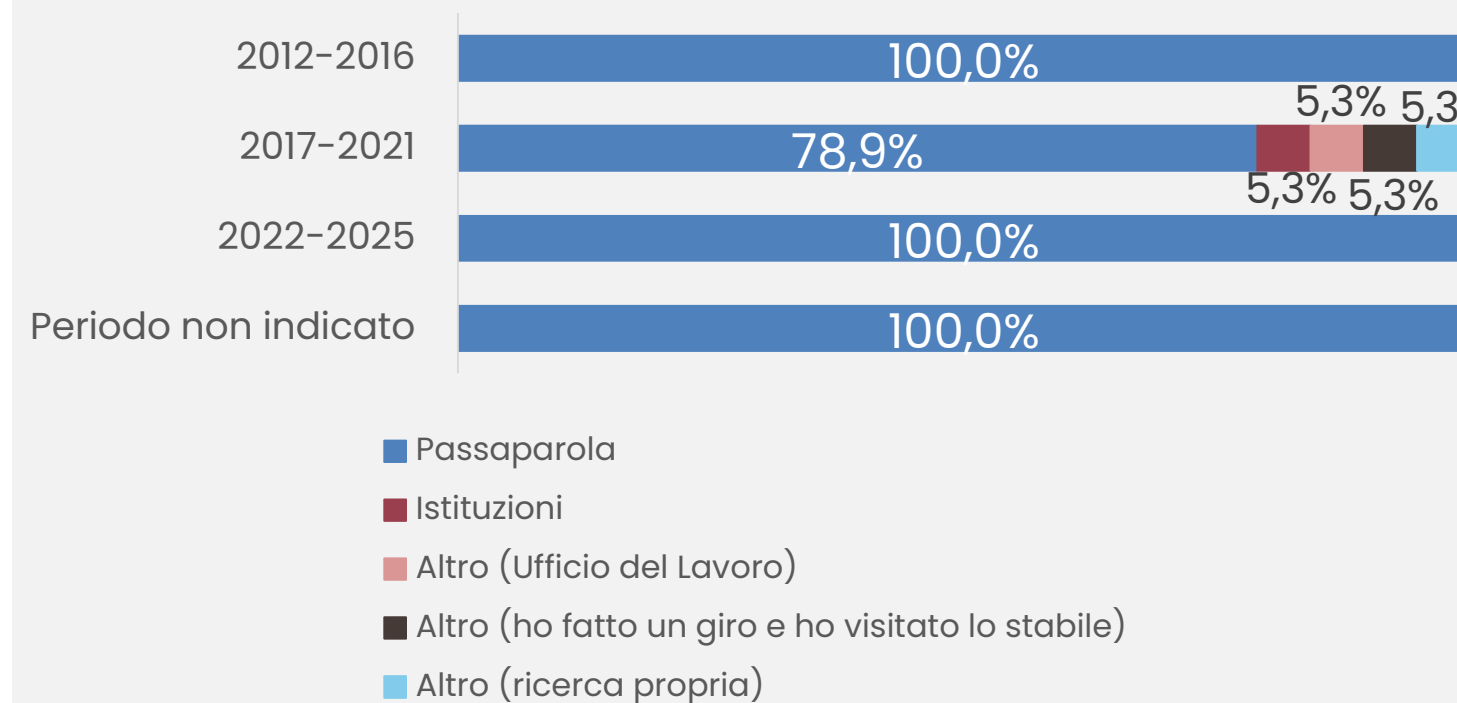 2012-2016
100,0%
5,3% 5,3
2017-2021
78,9%
5,3% 5,3%
2022-2025
100,0%
Periodo non indicato
100,0%
Passaparola
Istituzioni
Altro (Ufficio del Lavoro)
Altro (ho fatto un giro e ho visitato lo stabile)
Altro (ricerca propria)